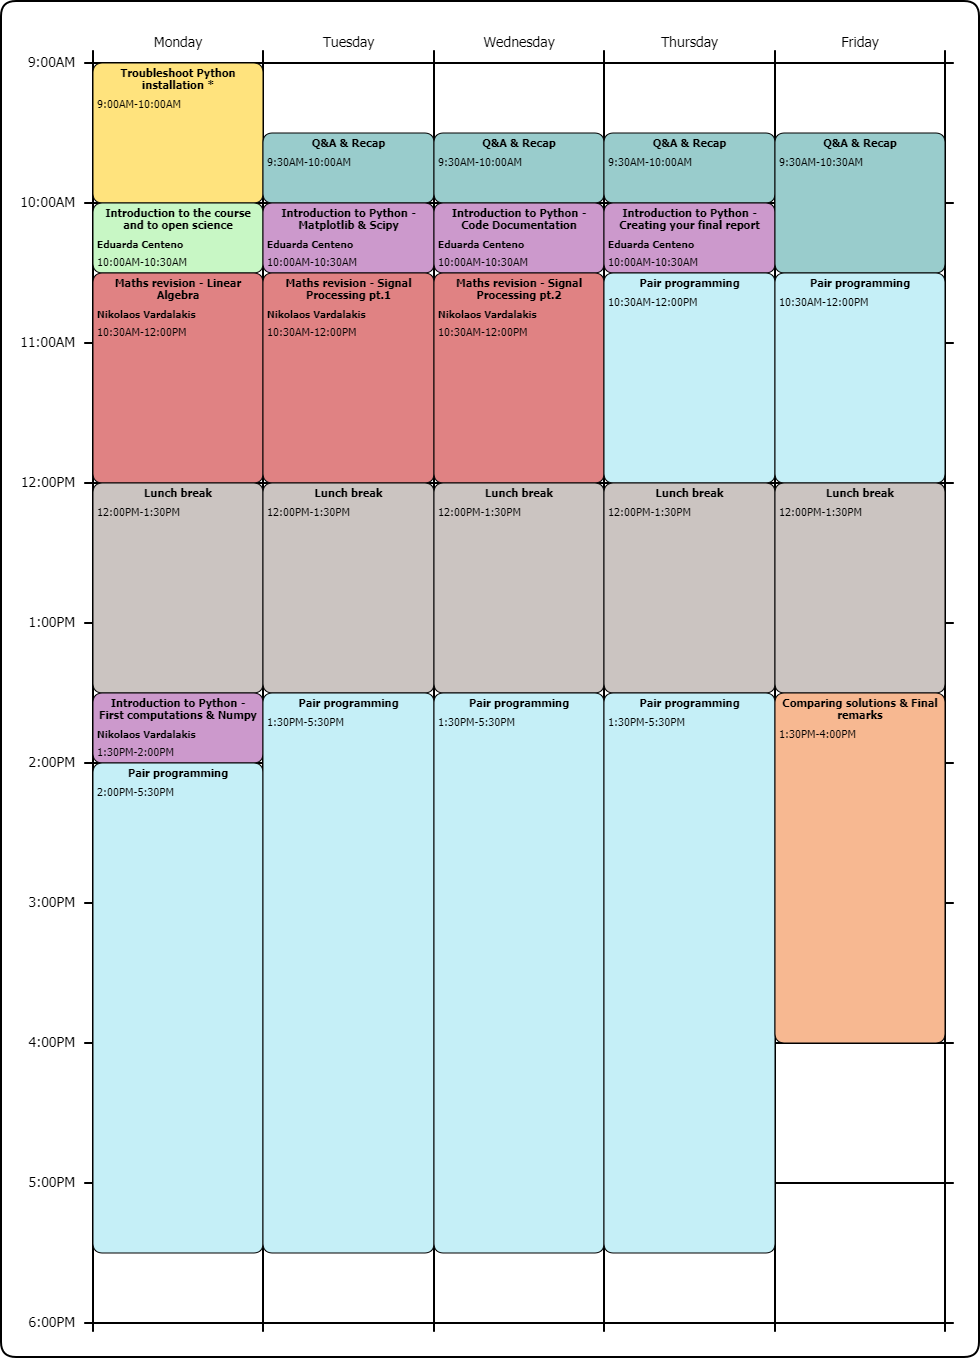 Monday
Tuesday
Wednesday
Thursday
Friday
9:00AM
10:00AM
11:00AM
12:00PM
1:00PM
2:00PM
3:00PM
4:00PM
5:00PM
6:00PM
Troubleshoot Python
installation *
9:00AM-10:00AM
Introduction to the course
and to open science
Eduarda Centeno
10:00AM-10:30AM
Maths revision - Linear
Algebra
Nikolaos Vardalakis
10:30AM-12:00PM
Lunch break
12:00PM-1:30PM
Introduction to Python -
First computations & Numpy
Nikolaos Vardalakis
1:30PM-2:00PM
Pair programming
2:00PM-5:30PM
Q&A & Recap
9:30AM-10:00AM
Introduction to Python -
Matplotlib & Scipy
Eduarda Centeno
10:00AM-10:30AM
Maths revision - Signal
Processing pt.1
Nikolaos Vardalakis
10:30AM-12:00PM
Lunch break
12:00PM-1:30PM
Pair programming
1:30PM-5:30PM
Q&A & Recap
9:30AM-10:00AM
Introduction to Python -
Code Documentation
Eduarda Centeno
10:00AM-10:30AM
Maths revision - Signal
Processing pt.2
Nikolaos Vardalakis
10:30AM-12:00PM
Lunch break
12:00PM-1:30PM
Pair programming
1:30PM-5:30PM
Q&A & Recap
9:30AM-10:00AM
Introduction to Python -
Creating your final report
Eduarda Centeno
10:00AM-10:30AM
Pair programming
10:30AM-12:00PM
Lunch break
12:00PM-1:30PM
Pair programming
1:30PM-5:30PM
Q&A & Recap
9:30AM-10:30AM
Pair programming
10:30AM-12:00PM
Lunch break
12:00PM-1:30PM
Comparing solutions & Final
remarks
1:30PM-4:00PM